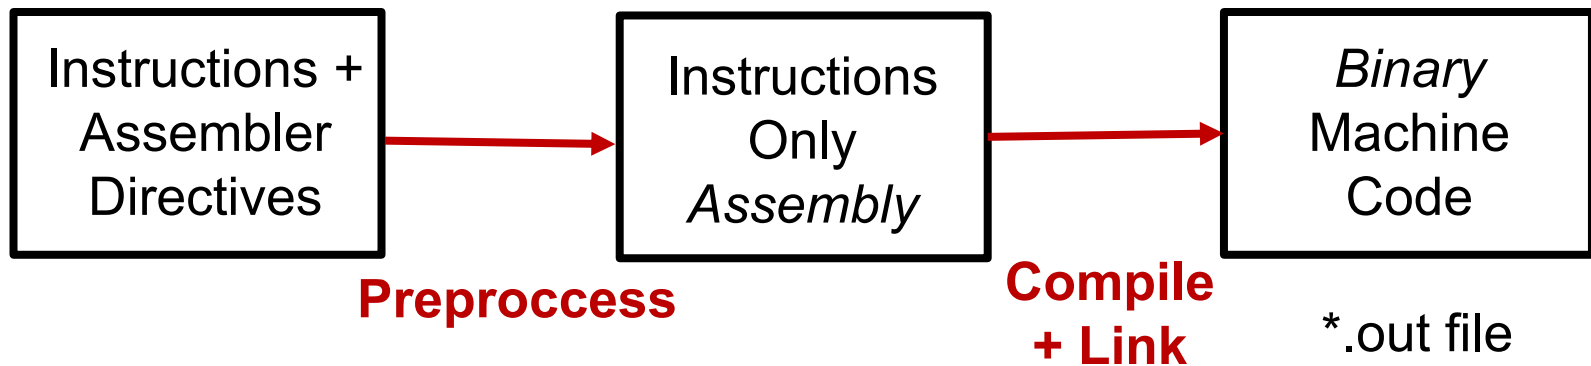 Instructions +
Assembler
Directives
Preproccess
Instructions
Only
Assembly
Compile
+ Link
Binary
Machine
Code
*.out file